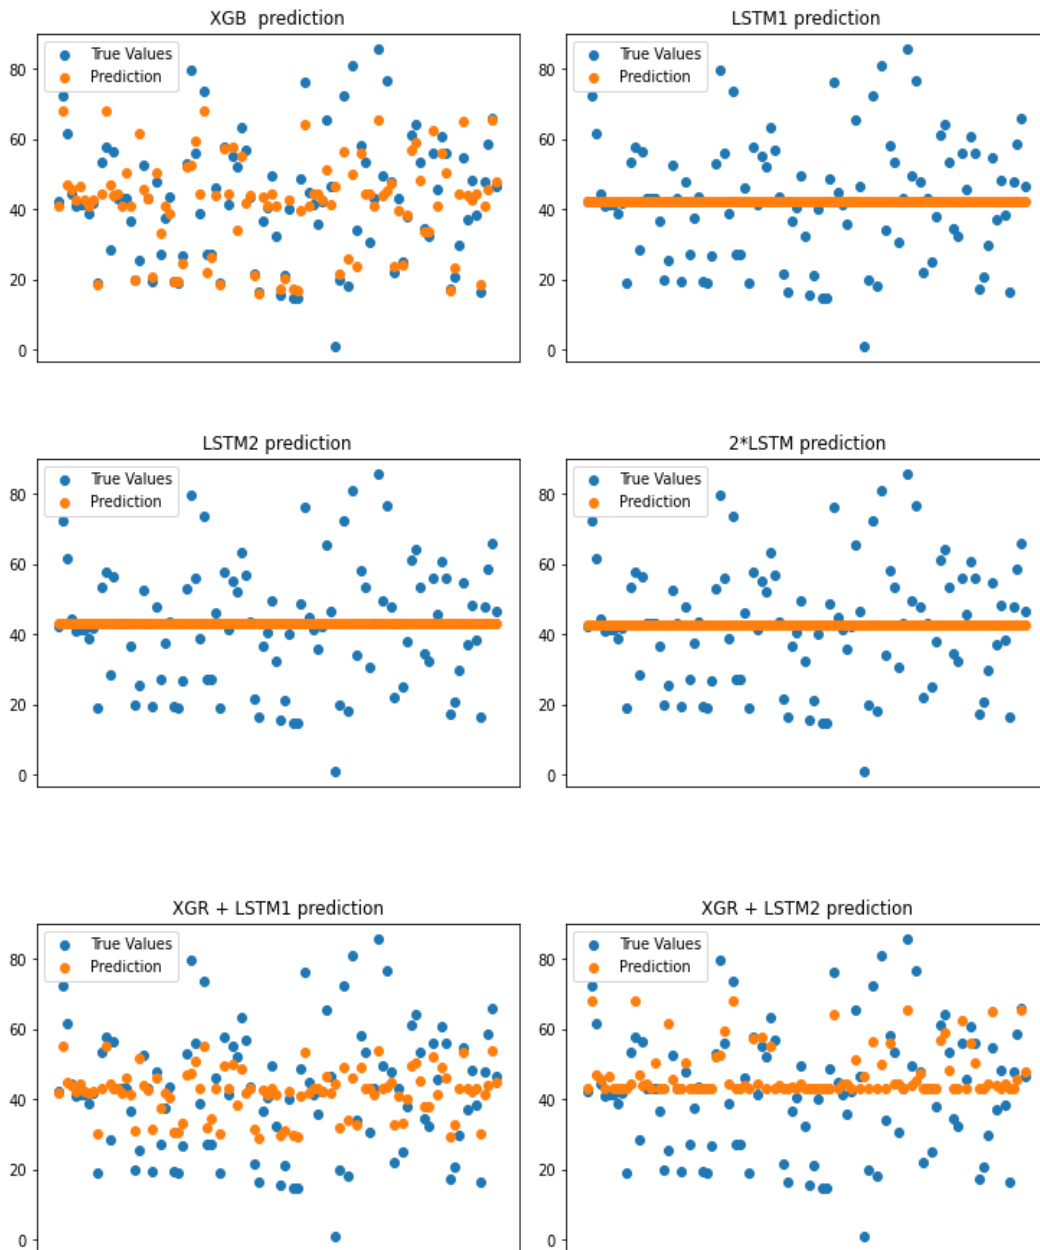 XGB prediction
True Values
Prediction
80
60
40
20
0
LSTM1 prediction
True Values
Prediction
80
60
40
20
0
LSTM2 prediction
True Values
Prediction
80
60
40
20
0
2*LSTM prediction
True Values
Prediction
80
60
40
20
0
XGR + LSTM1 prediction
True Values
Prediction
80
60
40
20
0
XGR + LSTM2 prediction
True Values
Prediction
80
60
40
20
0